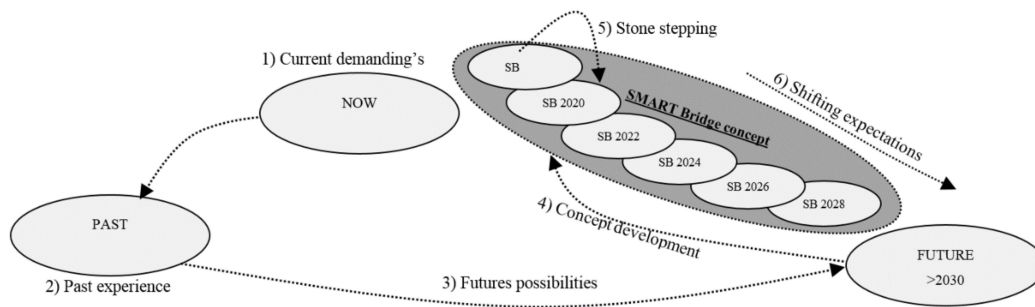 5) Stone stepping
1) Current demanding's
SB
NOW
SB 2020
SMART Bridge concept
6) Shifting expectations
SB 2022
SB 2024
SB 2026
SB 2028
4) Concept development
PAST
FUTURE
>2030
2) Past experience
3) Futures possibilities